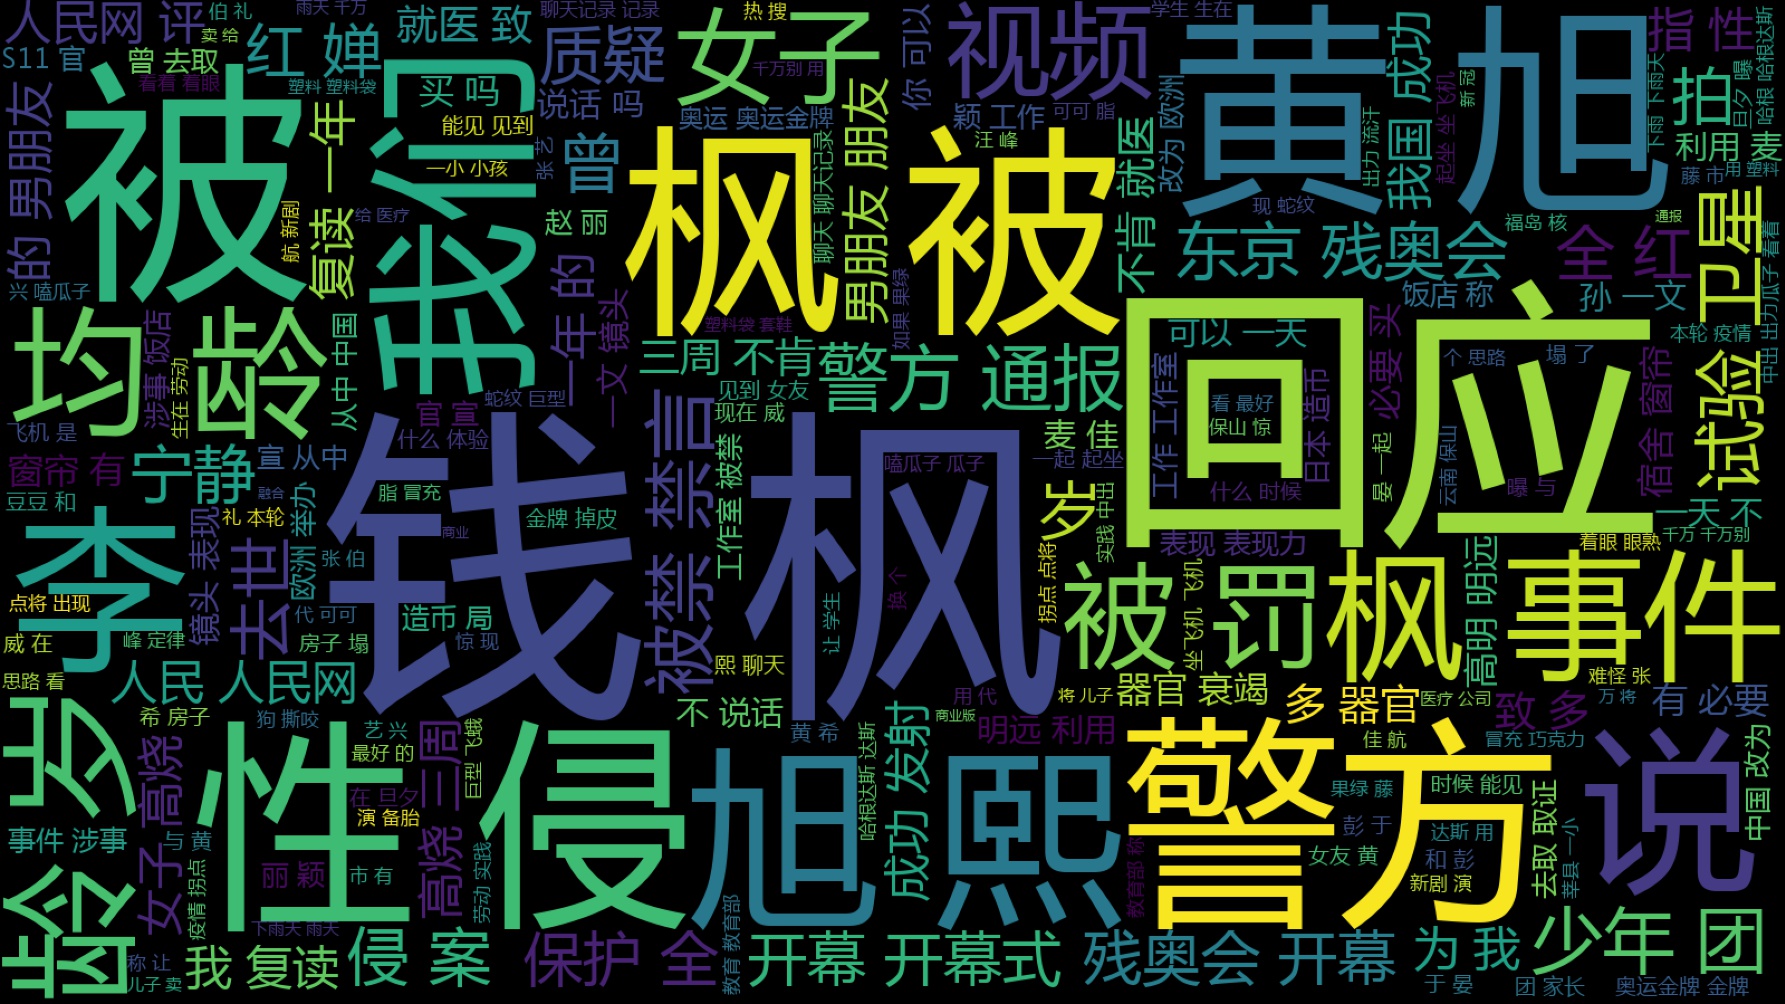 人民网 评
伯 礼
雨天 千万
就医 致
聊天记录 记录
热 搜
女子
视频
学生 生在
黄旭
指 性
S11 官
曾 去取
卖 给
红 婵
质疑
千万别 用
你 可以
我国 成功
新 冠
拍
哈根 哈根达斯
着看 着眼
塑料 塑料袋
买 吗
说话 吗
奥运 奥运金牌
颖 工作
可可 脂
改为 欧洲
出力 流汗
起坐 坐飞机
下雨 下雨天
旦夕 曝
利用 麦
的 男朋友
被
复读 一年
我们
能见 见到
一小 小孩
张 艺
曾
枫 被
聊天 聊天记录
男朋友 朋友
汪 峰
不肯 就医
藤 市
用 塑料
航 新剧
给 医疗
赵 丽
现 蛇纹
福岛 核
通报
卫星
看着
兴 嗑瓜子
一年 的
一文 镜头
如果 果绿
东京 残奥会
全 红
饭店 称
孙 一文
均 龄
涉事 饭店
从中 中国
塑料袋 套鞋
三周 不肯
警方 通报
回应
可以 一天
必要 买
本轮 疫情
中出 出力
瓜子
飞机 是
生在 劳动
蛇纹 巨型
见到 女友
工作 工作室
看 最好
日本 造币
个 思路
塌 了
宿舍 窗帘
试验
窗帘 有
宁静
宣 从中
官 宣
什么 体验
钱 枫
被禁 禁言
现在 威
嗑瓜子 瓜子
麦 佳
一起 起坐
保山 惊
什么 时候
晏 一起
云南 保山
曝 与
豆豆 和
融合
脂 冒充
金牌 掉皮
工作室 被禁
岁
实践 中出
一天 不
千万 千万别
李
礼 本轮
欧洲 举办
商业
表现 表现力
着眼 眼熟
点将 出现
镜头 表现
去世
张 伯
代 可可
造币 局
换 个
拐点 点将
被 罚
坐飞机 飞机
枫 事件
高明 明远
威 在
峰 定律
房子 塌
惊 现
熙 聊天
让 学生
难怪 张
思路 看
人民 人民网
不 说话
用 代
将 儿子
器官 衰竭
多 器官
医疗 公司
致 多
万 将
有 必要
岁 龄
希 房子
狗 撕咬
艺 兴
商业版
明远 利用
黄 希
佳 航
冒充 巧克力
高烧
性 侵
最好 的
高烧 三周
巨型 飞蛾
哈根达斯 达斯
成功 发射
旭 熙
警方
果绿 藤
时候 能见
说
中国 改为
在 旦夕
演 备胎
事件 涉事
与 黄
彭 于
达斯 用
女子
疫情 拐点
丽 颖
市 有
劳动 实践
教育部 称
女友 黄
和 彭
新剧 演
去取 取证
莘县 一小
下雨天 雨天
教育 教育部
称 让
儿子 卖
我 复读
侵 案
保护 全
开幕 开幕式
残奥会 开幕
为 我
少年 团
于 晏
团 家长
奥运金牌 金牌